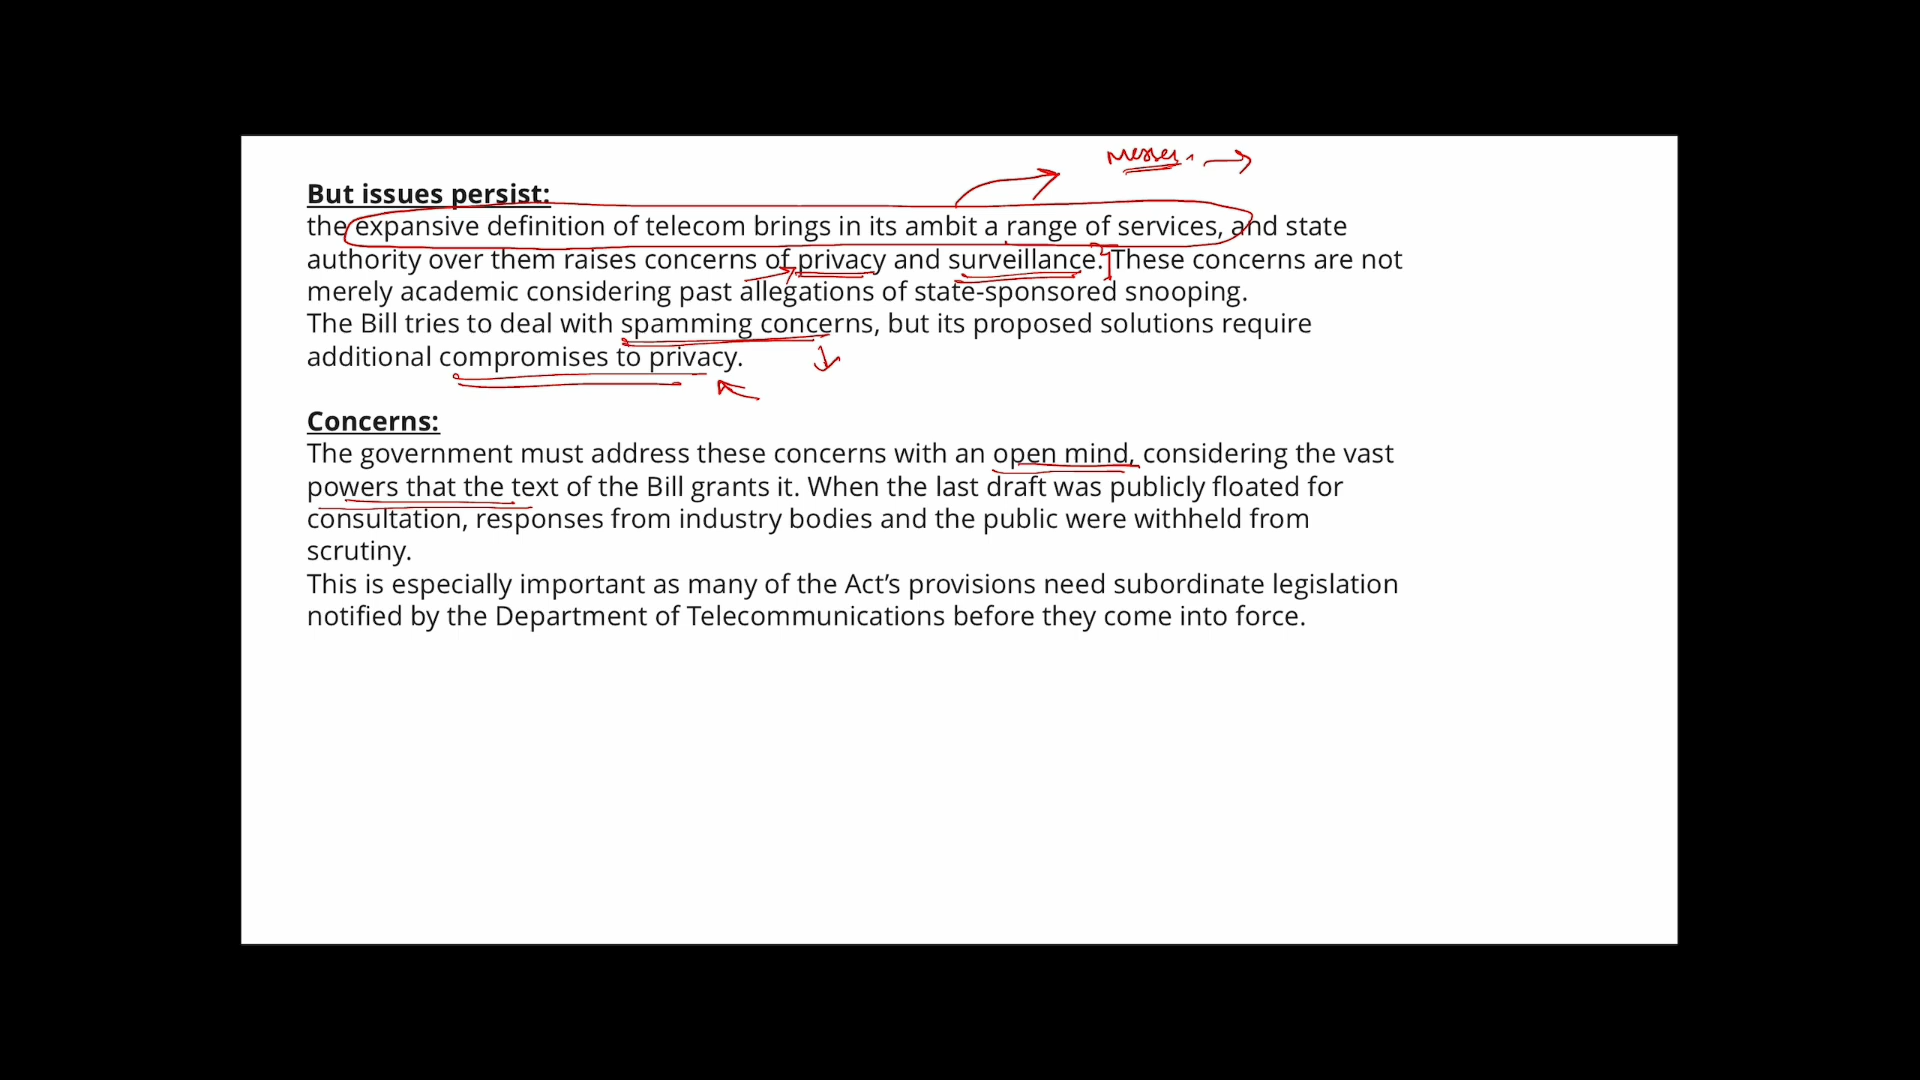 But issues persist:
the expansive definition of telecom brings in its ambit a range of services, and state
authority over them raises concerns of privacy and surveillance. These concerns are not
merely academic considering past allegations of state-sponsored snooping.
The Bill tries to deal with spamming concerns, but its proposed solutions require
additional compromises to privacy.
Concerns:
The government must address these concerns with an open mind, considering the vast
powers that the text of the Bill grants it. When the last draft was publicly floated for
consultation, responses from industry bodies and the public were withheld from
scrutiny.
This is especially important as many of the Act’s provisions need subordinate legislation
notified by the Department of Telecommunications before they come into force.